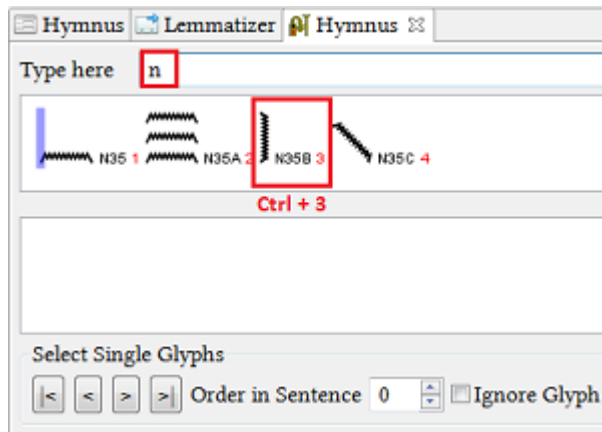 Hymnus Lemmatizer Hymnus
Type here n
N35 1 N35A 2 N35B 3 N35C 4
Ctrl + 3
Select Single Glyphs
|< < > >| Order in Sentence 0 Ignore Glyph